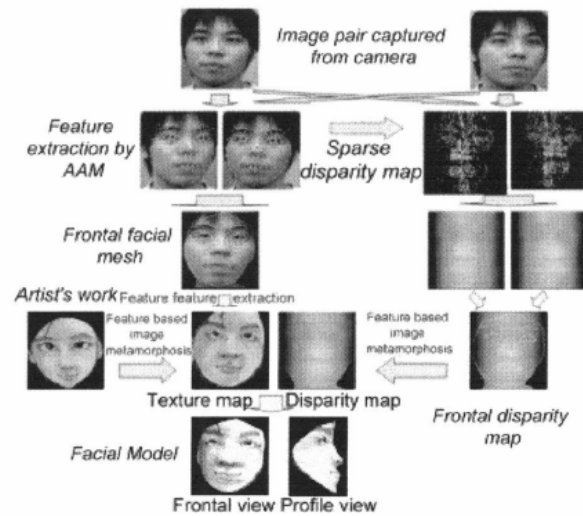 Image pair captured
from camera
Feature
extraction by
AAM
Sparse
disparity map
Frontal facial
mesh
Artist's work
Feature feature extraction
Feature based
image
metamorphosis
Feature based
image
metamorphosis
Texture map
Disparity map
Frontal disparity
map
Facial Model
Frontal view
Profile view